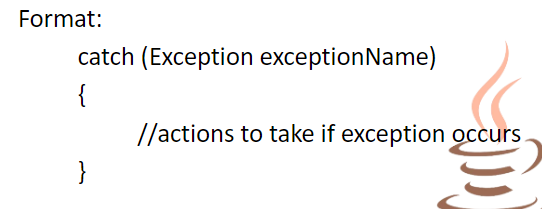 Format:
catch (Exception exceptionName)
{
//actions to take if exception occurs
}